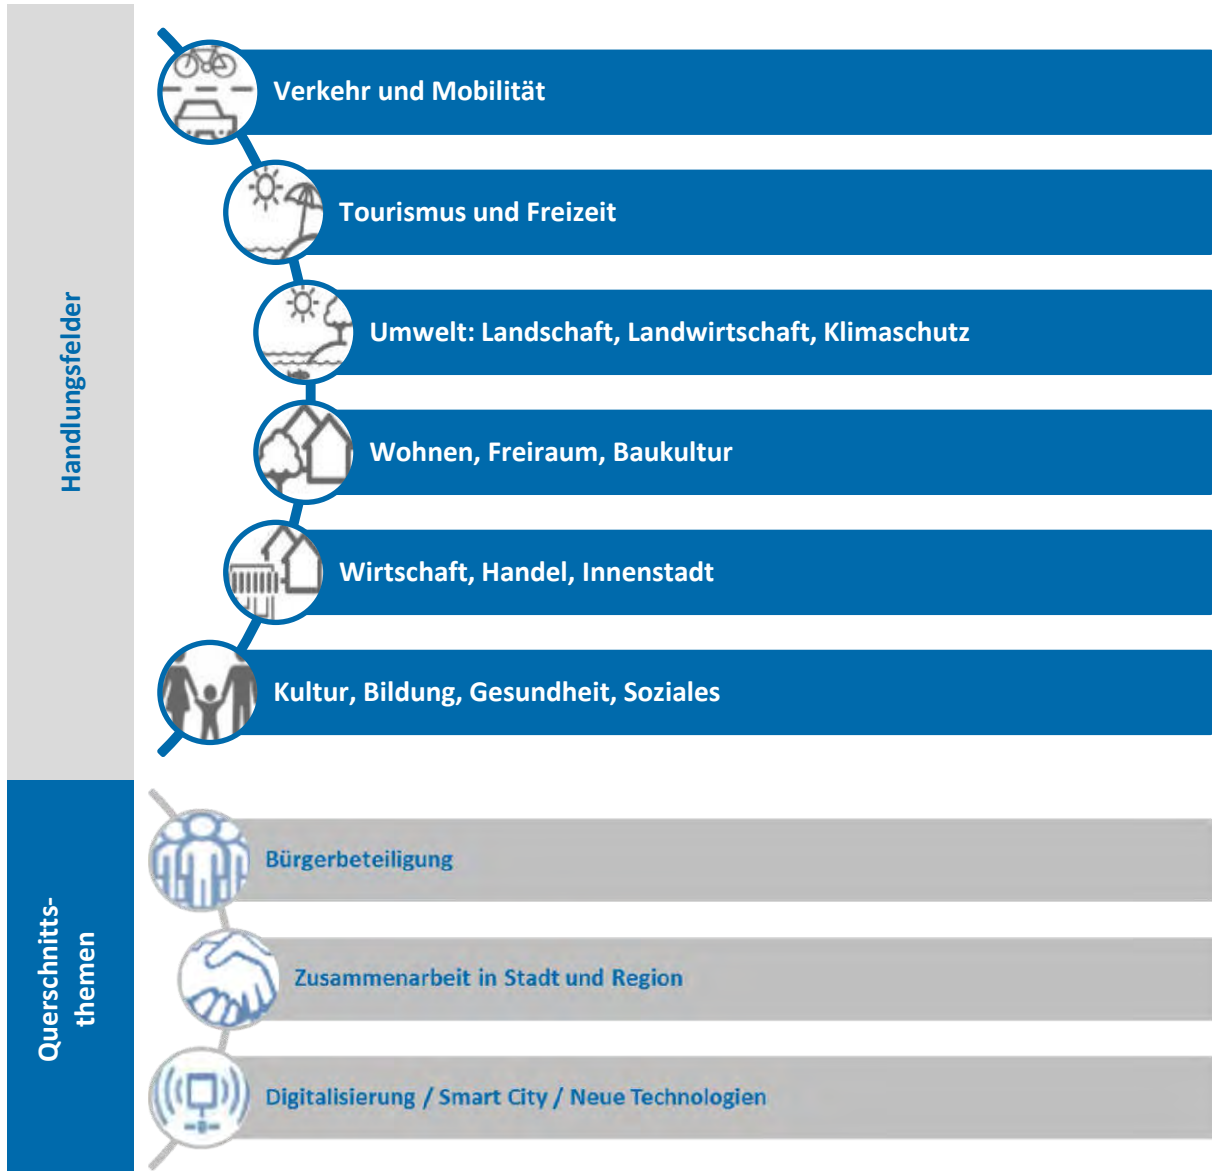 Handlungsfelder
Verkehr und Mobilität
Tourismus und Freizeit
Umwelt: Landschaft, Landwirtschaft, Klimaschutz
Wohnen, Freiraum, Baukultur
Wirtschaft, Handel, Innenstadt
Kultur, Bildung, Gesundheit, Soziales
Querschnitts-
themen
Bürgerbeteiligung
Zusammenarbeit in Stadt und Region
Digitalisierung / Smart City / Neue Technologien